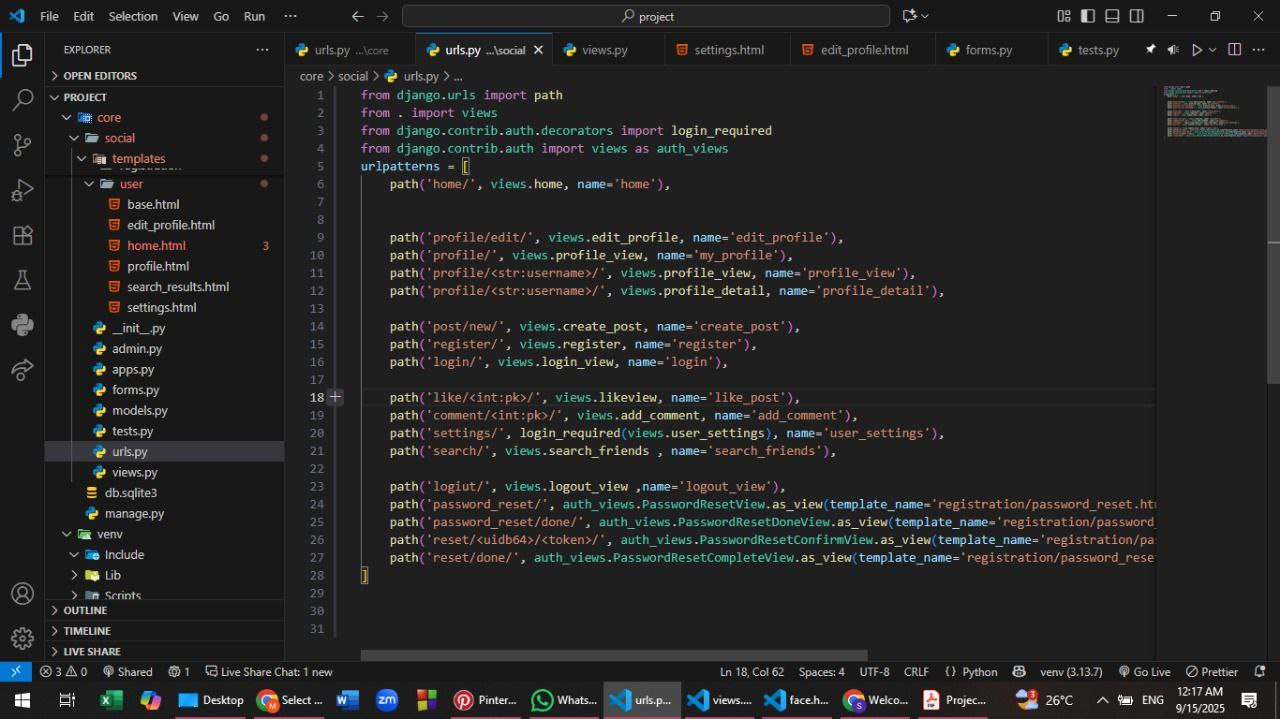 File Edit Selection View Go Run ··· project
EXPLORER
urls.py ...\core
urls.py ...\social
views.py
settings.html
edit_profile.html
forms.py
tests.py
OPEN EDITORS
PROJECT
core
social
templates
user
base.html
edit_profile.html
home.html 3
profile.html
search_results.html
settings.html
__init__.py
admin.py
apps.py
forms.py
models.py
tests.py
urls.py
views.py
db.sqlite3
manage.py
venv
Include
Lib
Scripts
OUTLINE
TIMELINE
LIVE SHARE
core > social > urls.py > ...
1 from django.urls import path
2 from . import views
3 from django.contrib.auth.decorators import login_required
4 from django.contrib.auth import views as auth_views
5 urlpatterns = [
6 path('home/', views.home, name='home'),
7
8
9 path('profile/edit/', views.edit_profile, name='edit_profile'),
10 path('profile/', views.profile_view, name='my_profile'),
11 path('profile/<str:username>/', views.profile_view, name='profile_view'),
12 path('profile/<str:username>/', views.profile_detail, name='profile_detail'),
13
14 path('post/new/', views.create_post, name='create_post'),
15 path('register/', views.register, name='register'),
16 path('login/', views.login_view, name='login'),
17
18 path('like/<int:pk>/', views.likeview, name='like_post'),
19 path('comment/<int:pk>/', views.add_comment, name='add_comment'),
20 path('settings/', login_required(views.user_settings), name='user_settings'),
21 path('search/', views.search_friends , name='search_friends'),
22
23 path('logiut/', views.logout_view ,name='logout_view'),
24 path('password_reset/', auth_views.PasswordResetView.as_view(template_name='registration/password_reset.ht
25 path('password_reset/done/', auth_views.PasswordResetDoneView.as_view(template_name='registration/password_
26 path('reset/<uidb64>/<token>/', auth_views.PasswordResetConfirmView.as_view(template_name='registration/pa
27 path('reset/done/', auth_views.PasswordResetCompleteView.as_view(template_name='registration/password_rese
28 ]
29
30
31
3 0 Shared 1 Live Share Chat: 1 new Ln 18, Col 62 Spaces: 4 UTF-8 CRLF {} Python venv (3.13.7) Go Live Prettier
Desktop Select ... Pinter... Whats... urls.p... views.... face.h... Welco... Projec... 3 26°C ENG 12:17 AM
9/15/2025